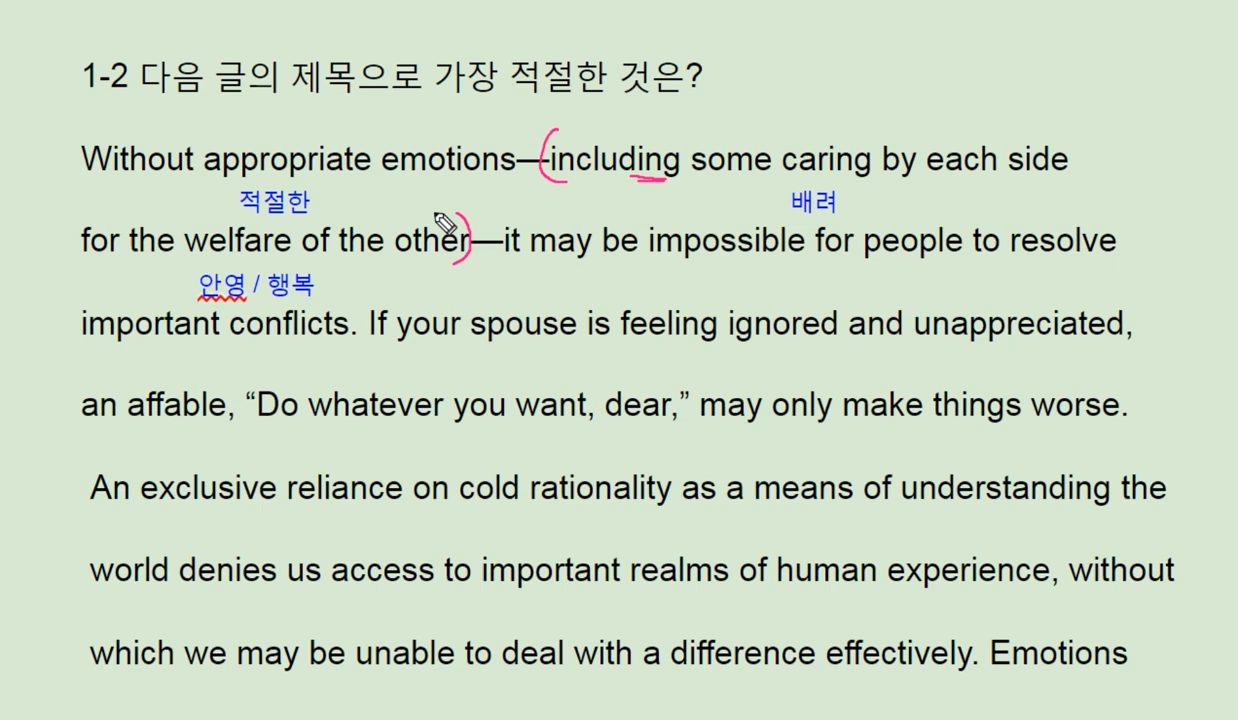 1-2 다음 글의 제목으로 가장 적절한 것은?
Without appropriate emotions—including some caring by each side
적절한 배려
for the welfare of the other—it may be impossible for people to resolve
안영 / 행복
important conflicts. If your spouse is feeling ignored and unappreciated,
an affable, “Do whatever you want, dear,” may only make things worse.
An exclusive reliance on cold rationality as a means of understanding the
world denies us access to important realms of human experience, without
which we may be unable to deal with a difference effectively. Emotions